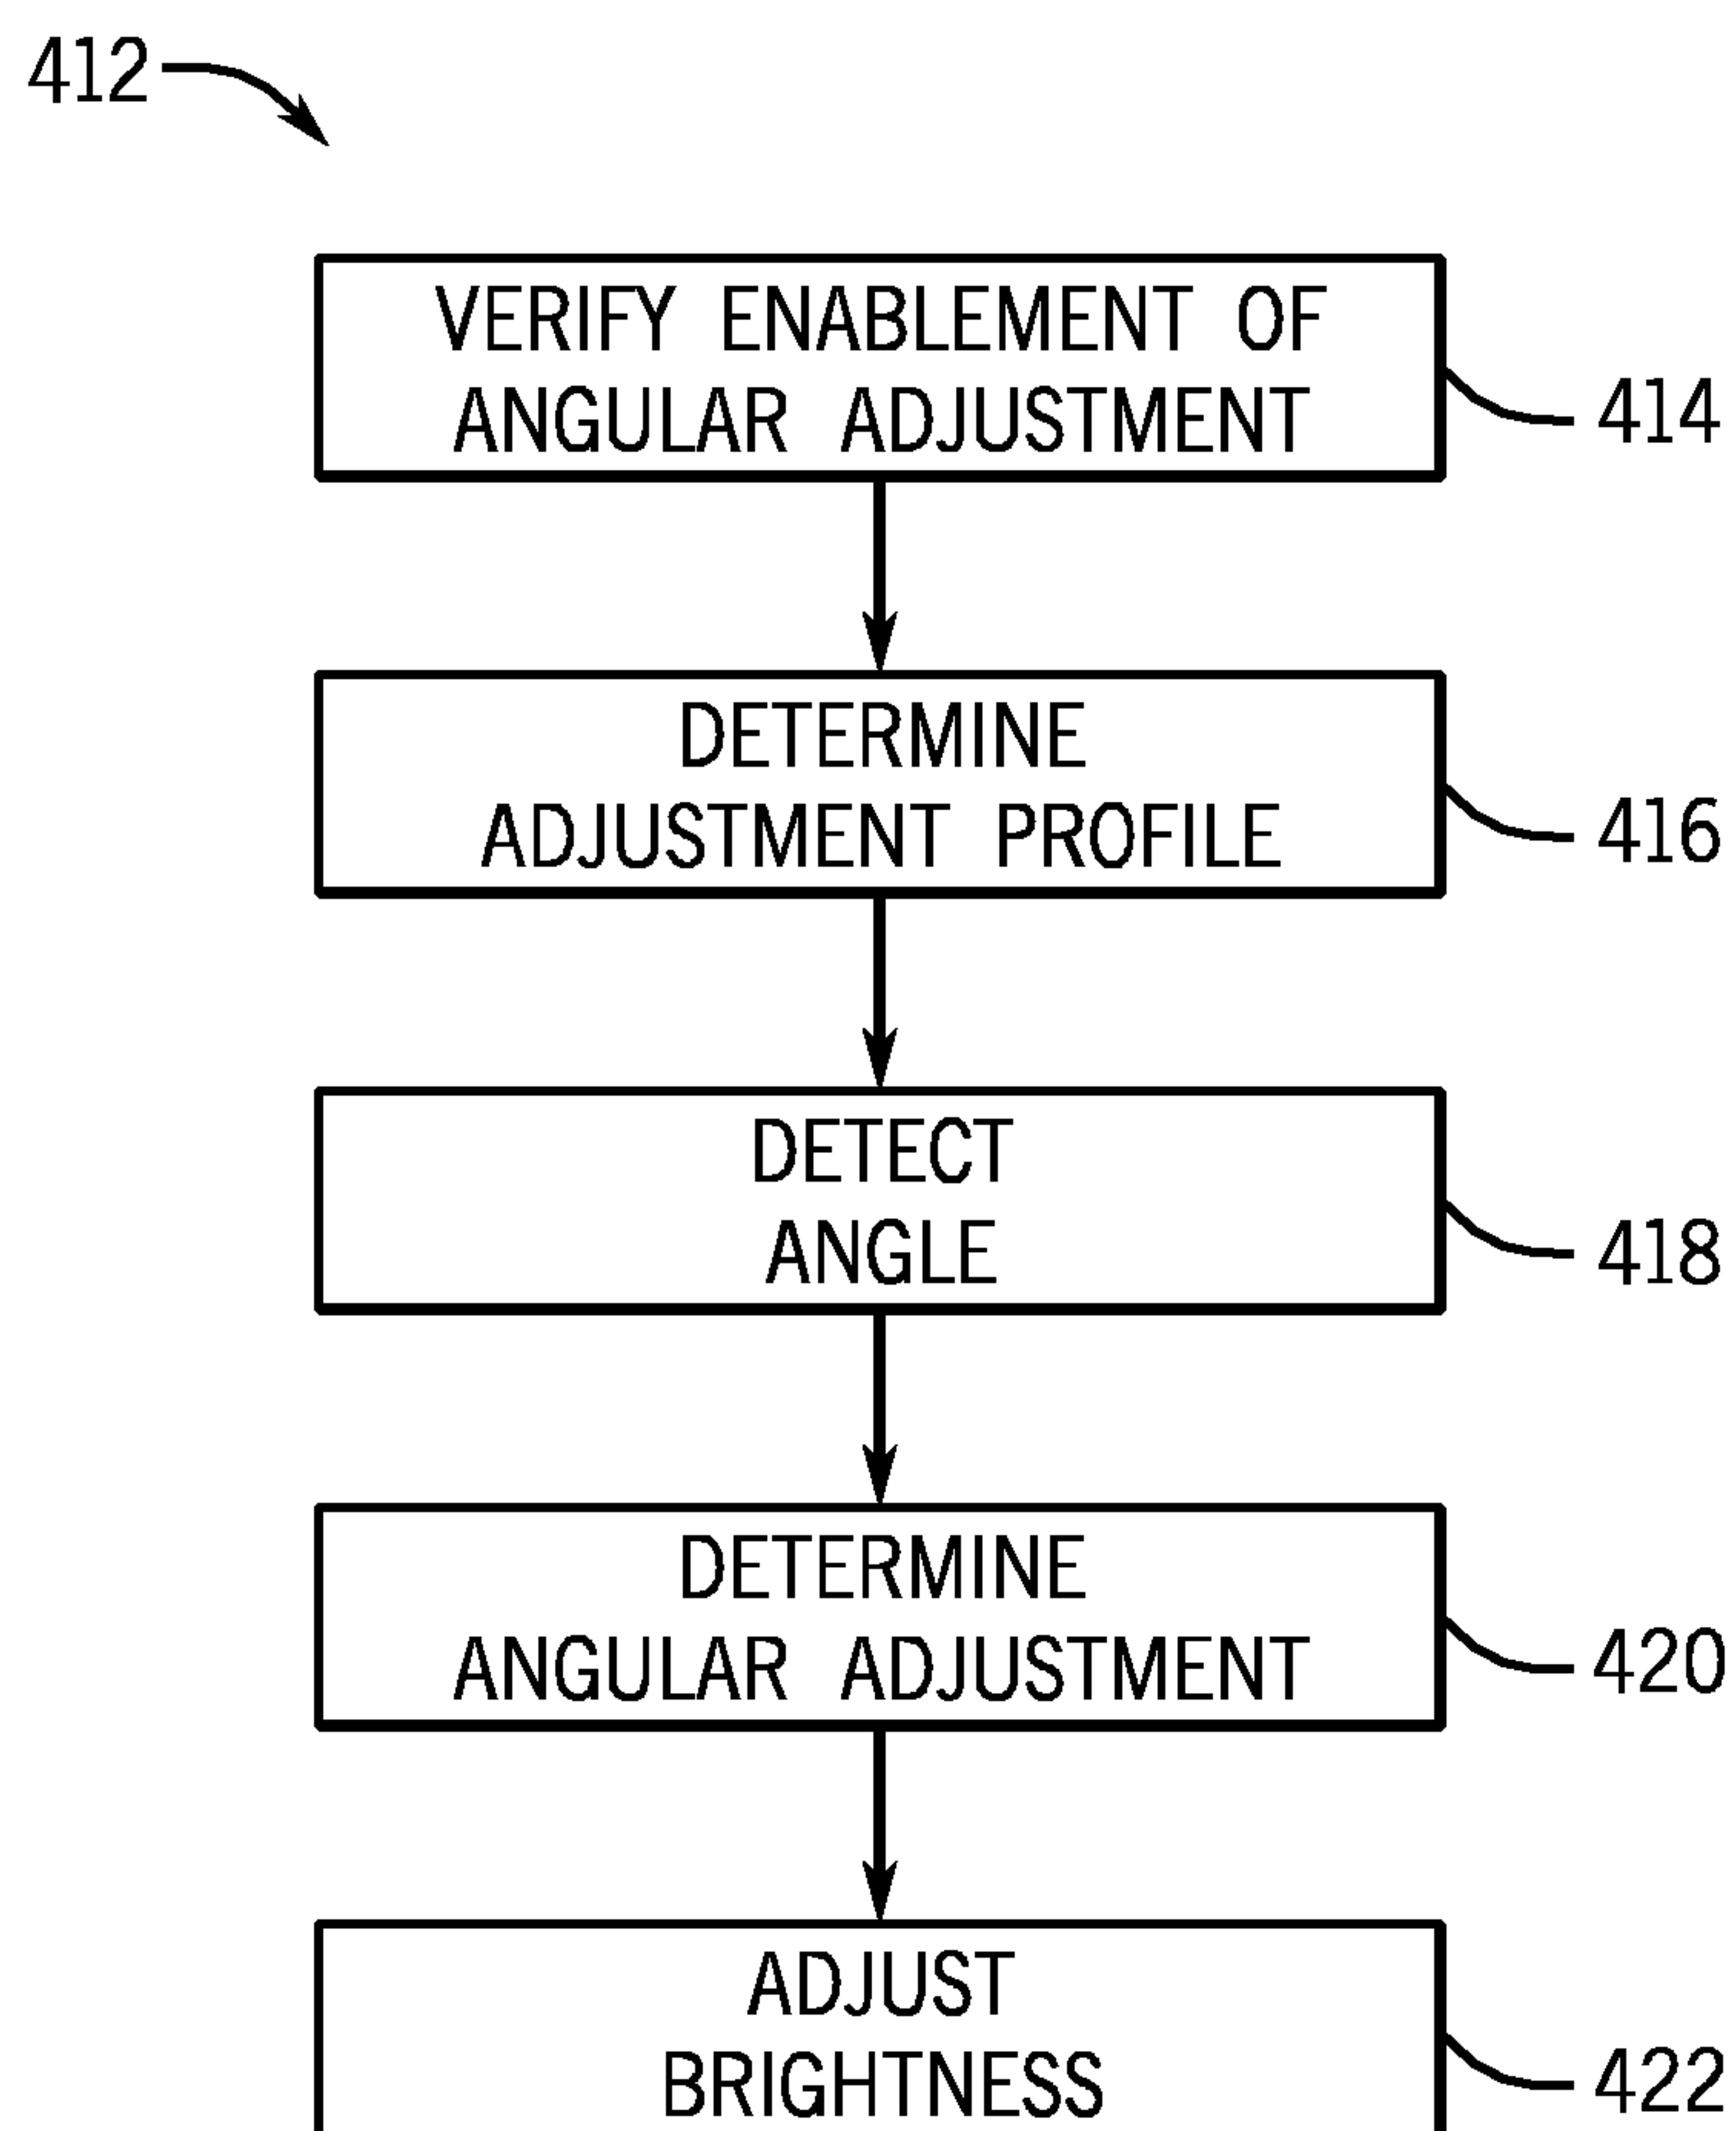 412
VERIFY ENABLEMENT OF
ANGULAR ADJUSTMENT
414
DETERMINE
ADJUSTMENT PROFILE
416
DETECT
ANGLE
418
DETERMINE
ANGULAR ADJUSTMENT
420
ADJUST
BRIGHTNESS
422